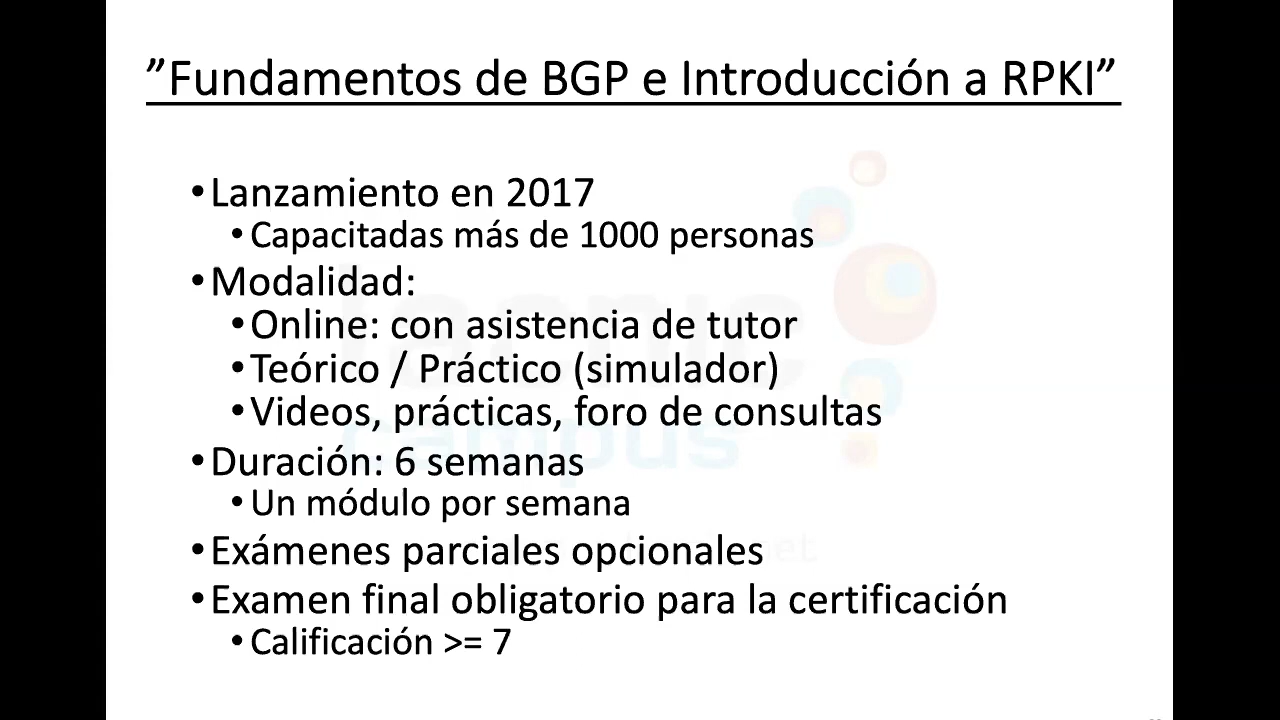 ”Fundamentos de BGP e Introducción a RPKI”
•Lanzamiento en 2017
•Capacitadas más de 1000 personas
•Modalidad:
•Online: con asistencia de tutor
•Teórico / Práctico (simulador)
•Videos, prácticas, foro de consultas
•Duración: 6 semanas
•Un módulo por semana
•Exámenes parciales opcionales
•Examen final obligatorio para la certificación
•Calificación >= 7
lacnic
campus